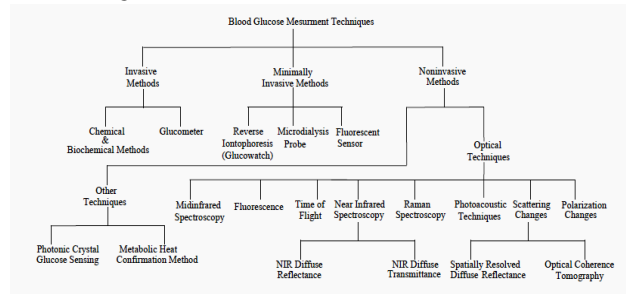 Blood Glucose Mesurment Techniques
Invasive
Methods
Minimally
Invasive Methods
Noninvasive
Methods
Chemical
&
Biochemical Methods
Glucometer
Reverse
Iontophoresis
(Glucowatch)
Microdialysis
Probe
Fluorescent
Sensor
Optical
Techniques
Other
Techniques
Midinfrared
Spectroscopy
Fluorescence
Time of
Flight
Near Infrared
Spectroscopy
Raman
Spectroscopy
Photoacoustic
Techniques
Scattering
Changes
Polarization
Changes
Photonic Crystal
Glucose Sensing
Metabolic Heat
Confirmation Method
NIR Diffuse
Reflectance
NIR Diffuse
Transmittance
Spatially Resolved
Diffuse Reflectance
Optical Coherence
Tomography